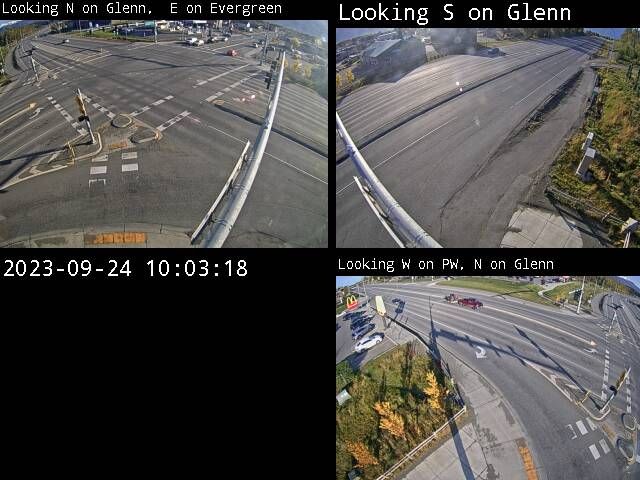 Looking N on Glenn,  E on Evergreen
Looking S on Glenn
2023-09-24 10:03:18
Looking W on PW, N on Glenn